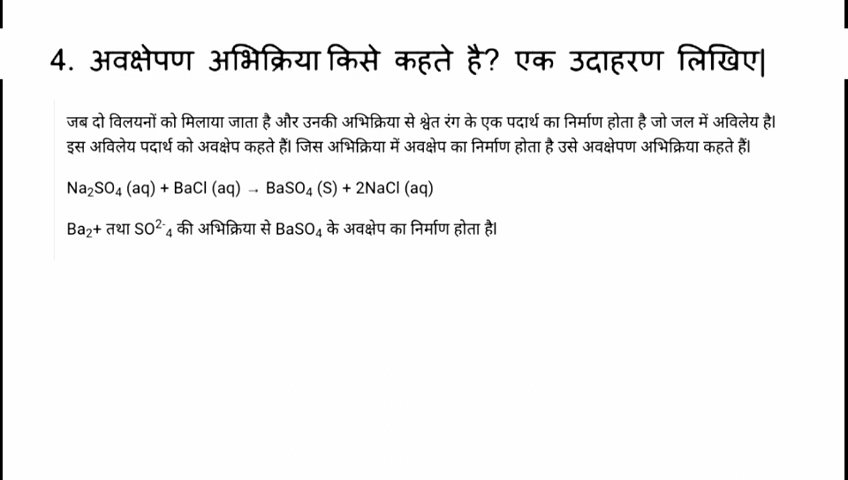 4. अवक्षेपण अभिक्रिया किसे कहते है? एक उदाहरण लिखिए|
जब दो विलयनों को मिलाया जाता है और उनकी अभिक्रिया से श्वेत रंग के एक पदार्थ का निर्माण होता है जो जल में अविलेय है।
इस अविलेय पदार्थ को अवक्षेप कहते हैं। जिस अभिक्रिया में अवक्षेप का निर्माण होता है उसे अवक्षेपण अभिक्रिया कहते हैं।
Na₂SO₄ (aq) + BaCl (aq) → BaSO₄ (S) + 2NaCl (aq)
Ba₂+ तथा SO²⁻₄ की अभिक्रिया से BaSO₄ के अवक्षेप का निर्माण होता है।